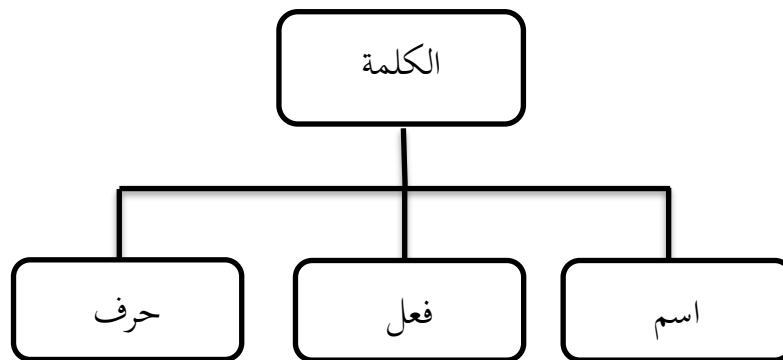 الكلمة
اسم
فعل
حرف